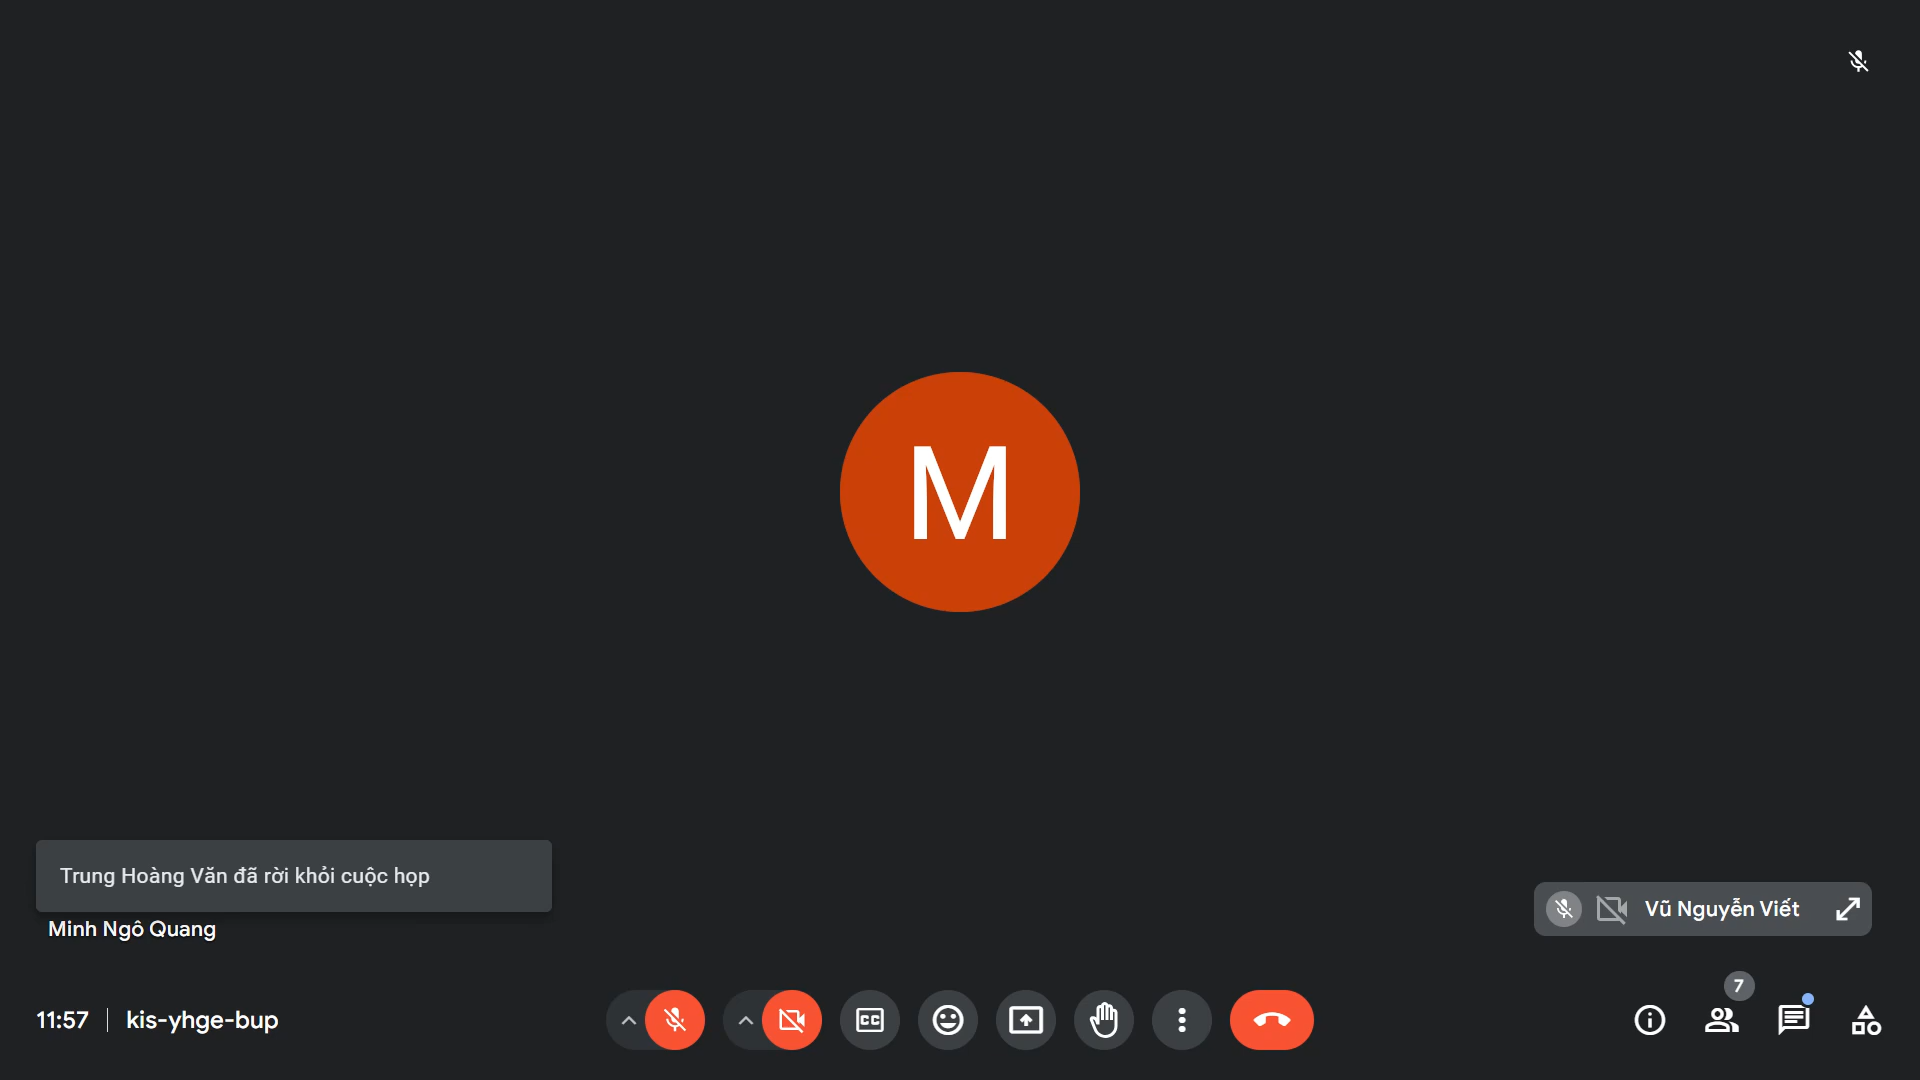 M
Trung Hoàng Văn đã rời khỏi cuộc họp
Minh Ngô Quang
Vũ Nguyễn Viết
7
11:57 | kis-yhge-bup
CC